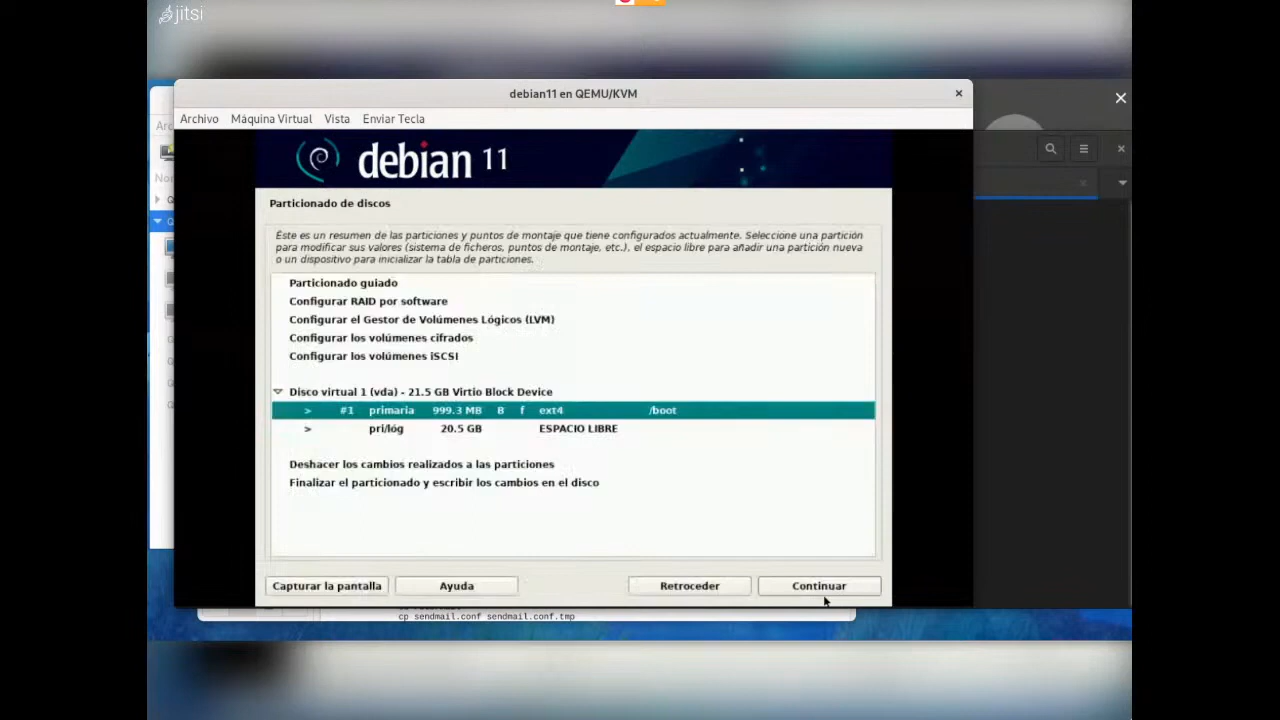 jitsi
debian11 en QEMU/KVM
Archivo Máquina Virtual Vista Enviar Tecla
debian 11
Particionado de discos
Éste es un resumen de las particiones y puntos de montaje que tiene configurados actualmente. Seleccione una partición
para modificar sus valores (sistema de ficheros, puntos de montaje, etc.), el espacio libre para añadir una partición nueva
o un dispositivo para inicializar la tabla de particiones.
Particionado guiado
Configurar RAID por software
Configurar el Gestor de Volúmenes Lógicos (LVM)
Configurar los volúmenes cifrados
Configurar los volúmenes iSCSI
Disco virtual 1 (vda) - 21.5 GB Virtio Block Device
> #1 primaria 999.3 MB B f ext4 /boot
> pri/lóg 20.5 GB ESPACIO LIBRE
Deshacer los cambios realizados a las particiones
Finalizar el particionado y escribir los cambios en el disco
Capturar la pantalla Ayuda Retroceder Continuar
cp sendmail.conf sendmail.conf.tmp